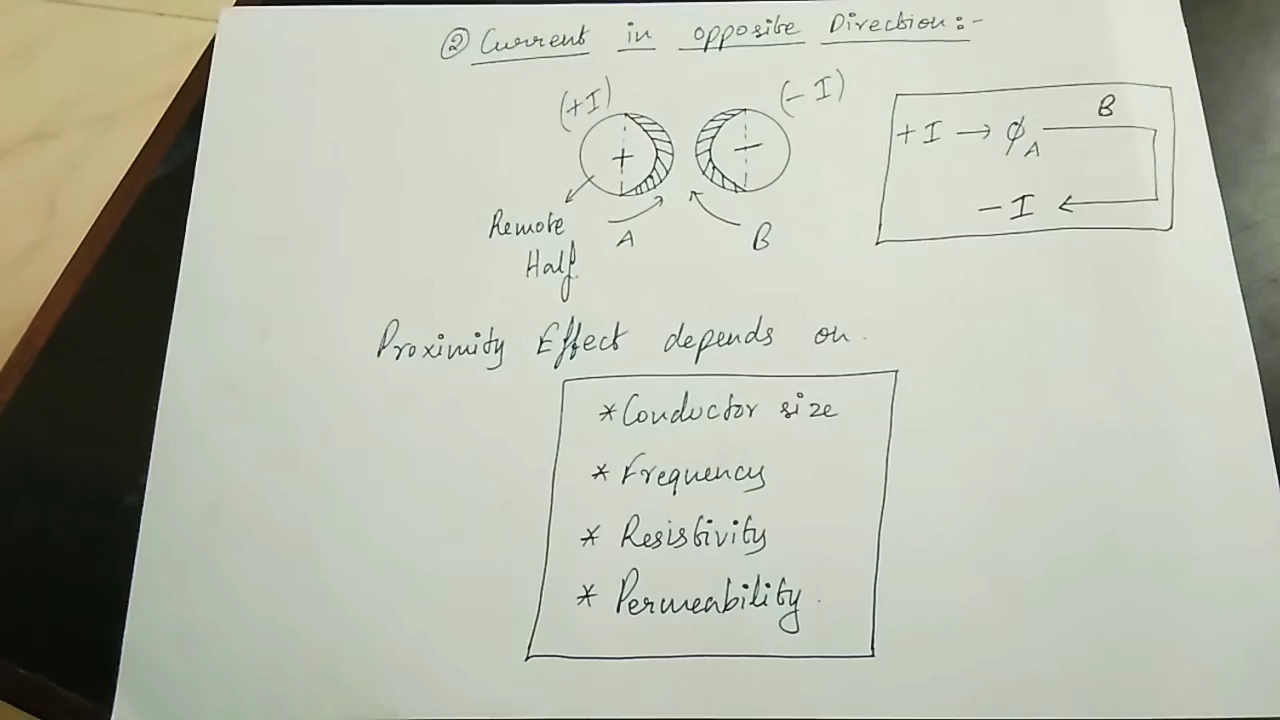 ② Current in opposite Direction:-
(+I) (- I)
+ -
Remote
Half
A B
B
+I → ϕA
- I ←
Proximity Effect depends on.
* Conductor size
* Frequency
* Resistivity
* Permeability.